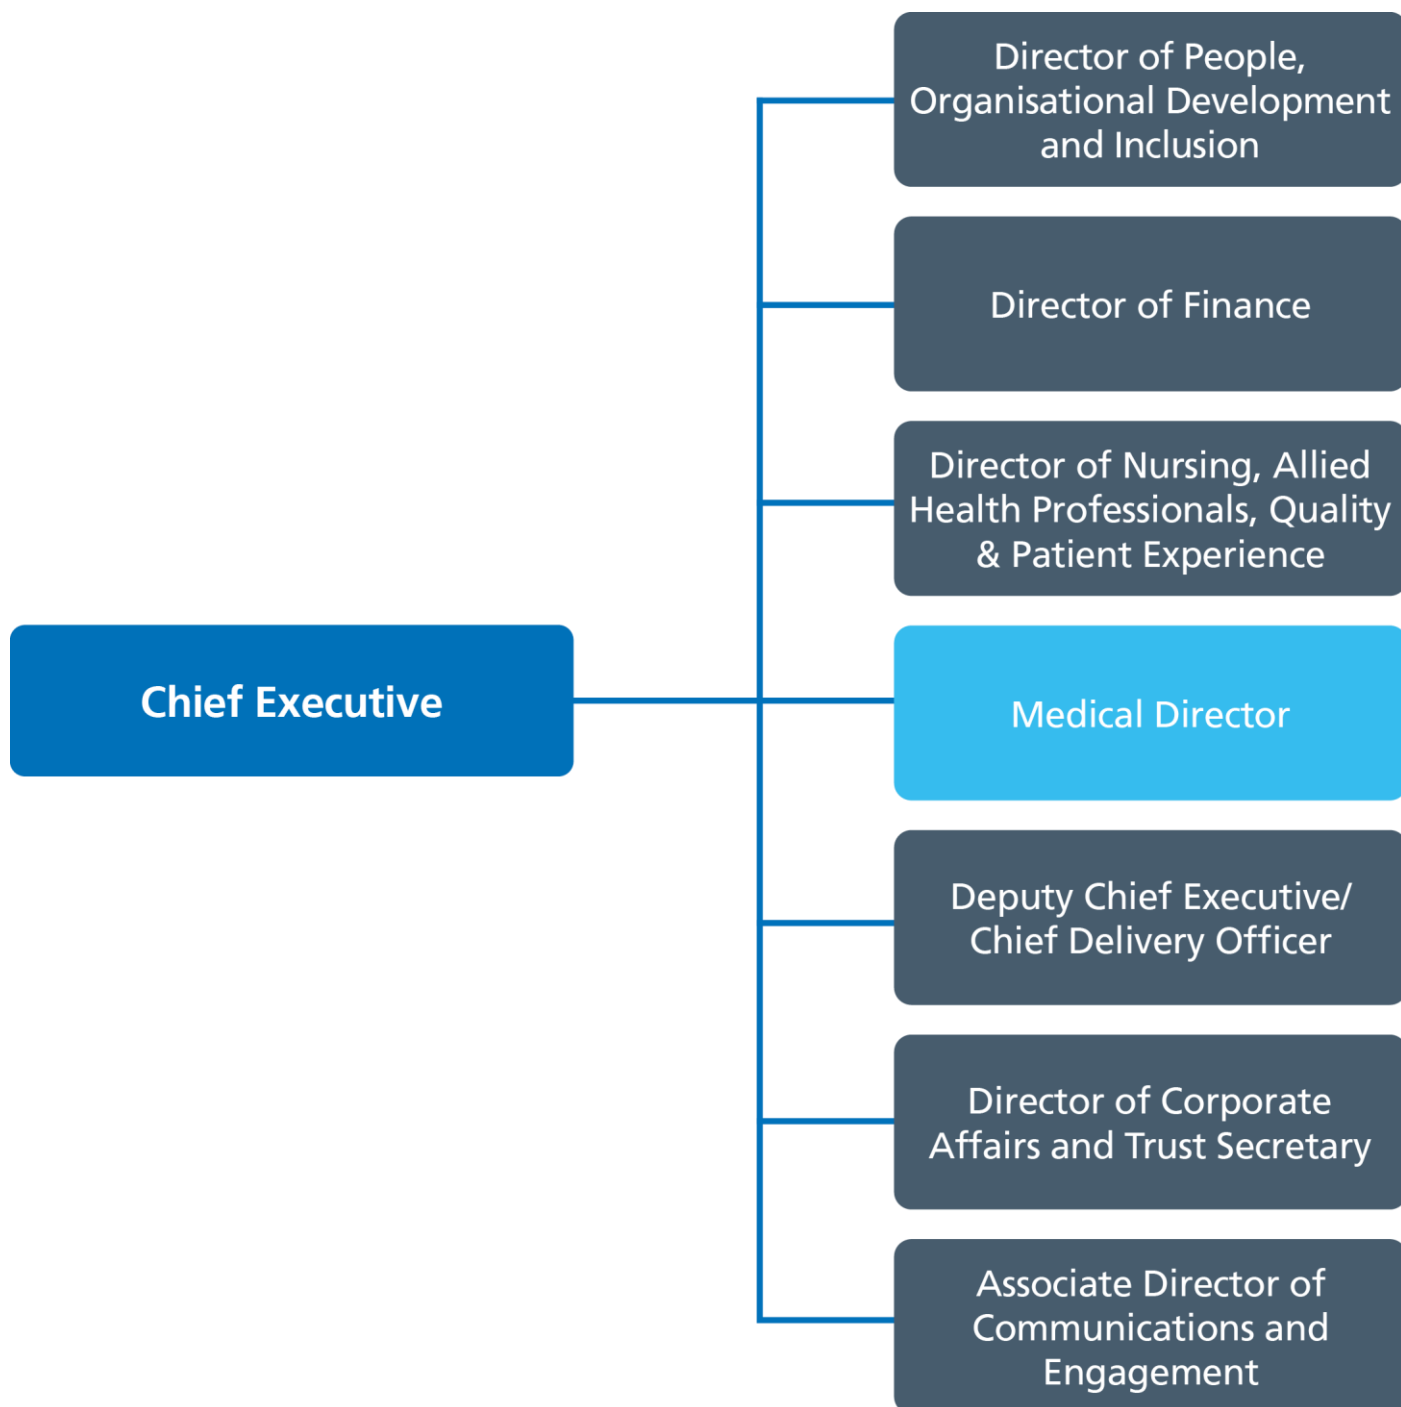 Director of People,
Organisational Development
and Inclusion
Director of Finance
Director of Nursing, Allied
Health Professionals, Quality
& Patient Experience
Chief Executive
Medical Director
Deputy Chief Executive/
Chief Delivery Officer
Director of Corporate
Affairs and Trust Secretary
Associate Director of
Communications and
Engagement